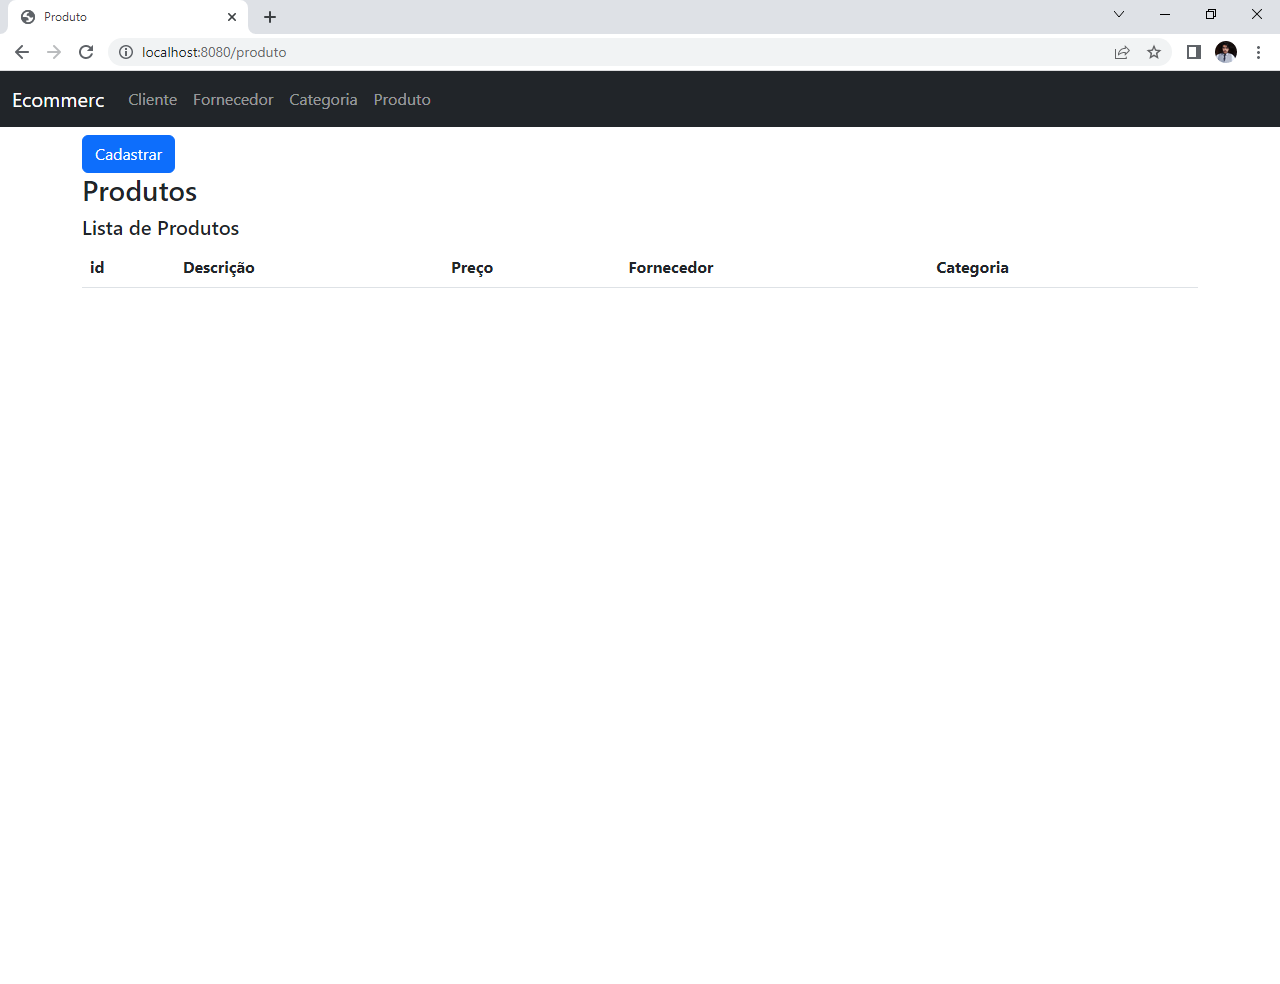 Produto
localhost:8080/produto
Ecommerc Cliente Fornecedor Categoria Produto
Cadastrar
Produtos
Lista de Produtos
id Descrição Preço Fornecedor Categoria